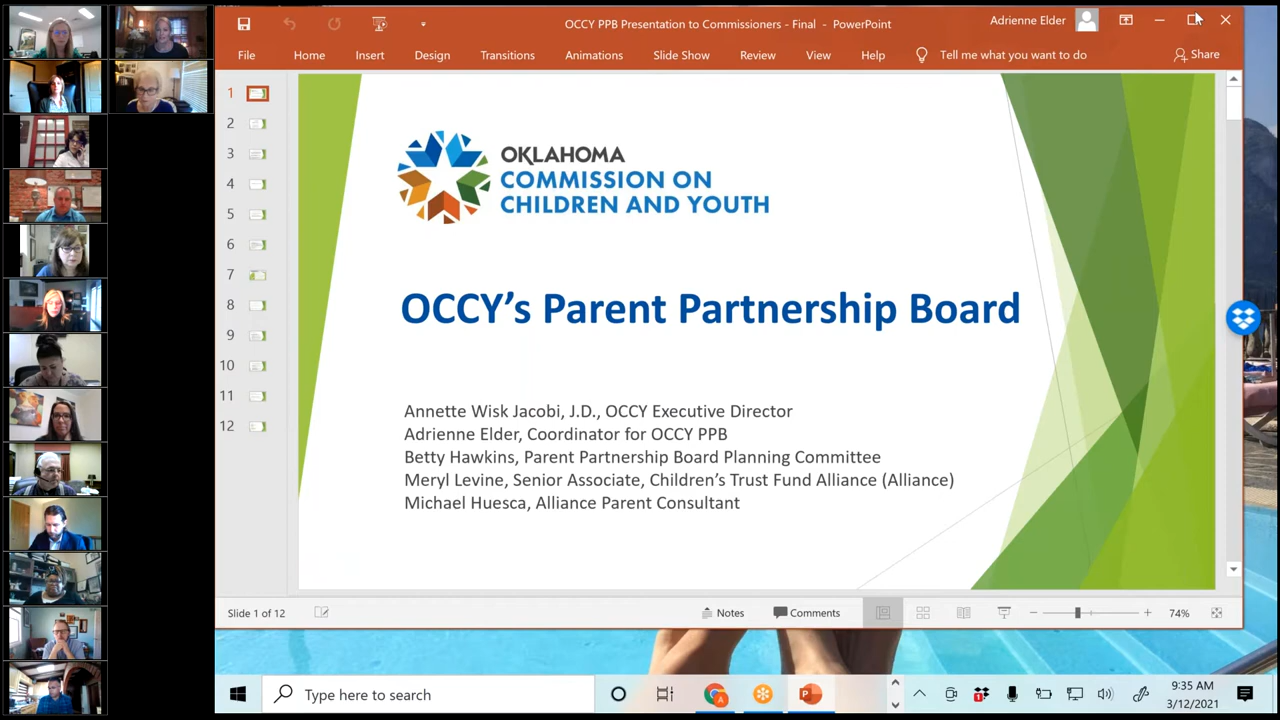 OCCY PPB Presentation to Commissioners - Final - PowerPoint
Adrienne Elder
File Home Insert Design Transitions Animations Slide Show Review View Help Tell me what you want to do Share
1
2
3
4
5
6
7
8
9
10
11
12
OKLAHOMA
COMMISSION ON
CHILDREN AND YOUTH
OCCY's Parent Partnership Board
Annette Wisk Jacobi, J.D., OCCY Executive Director
Adrienne Elder, Coordinator for OCCY PPB
Betty Hawkins, Parent Partnership Board Planning Committee
Meryl Levine, Senior Associate, Children's Trust Fund Alliance (Alliance)
Michael Huesca, Alliance Parent Consultant
Slide 1 of 12 Notes Comments 74%
Type here to search
9:35 AM
3/12/2021